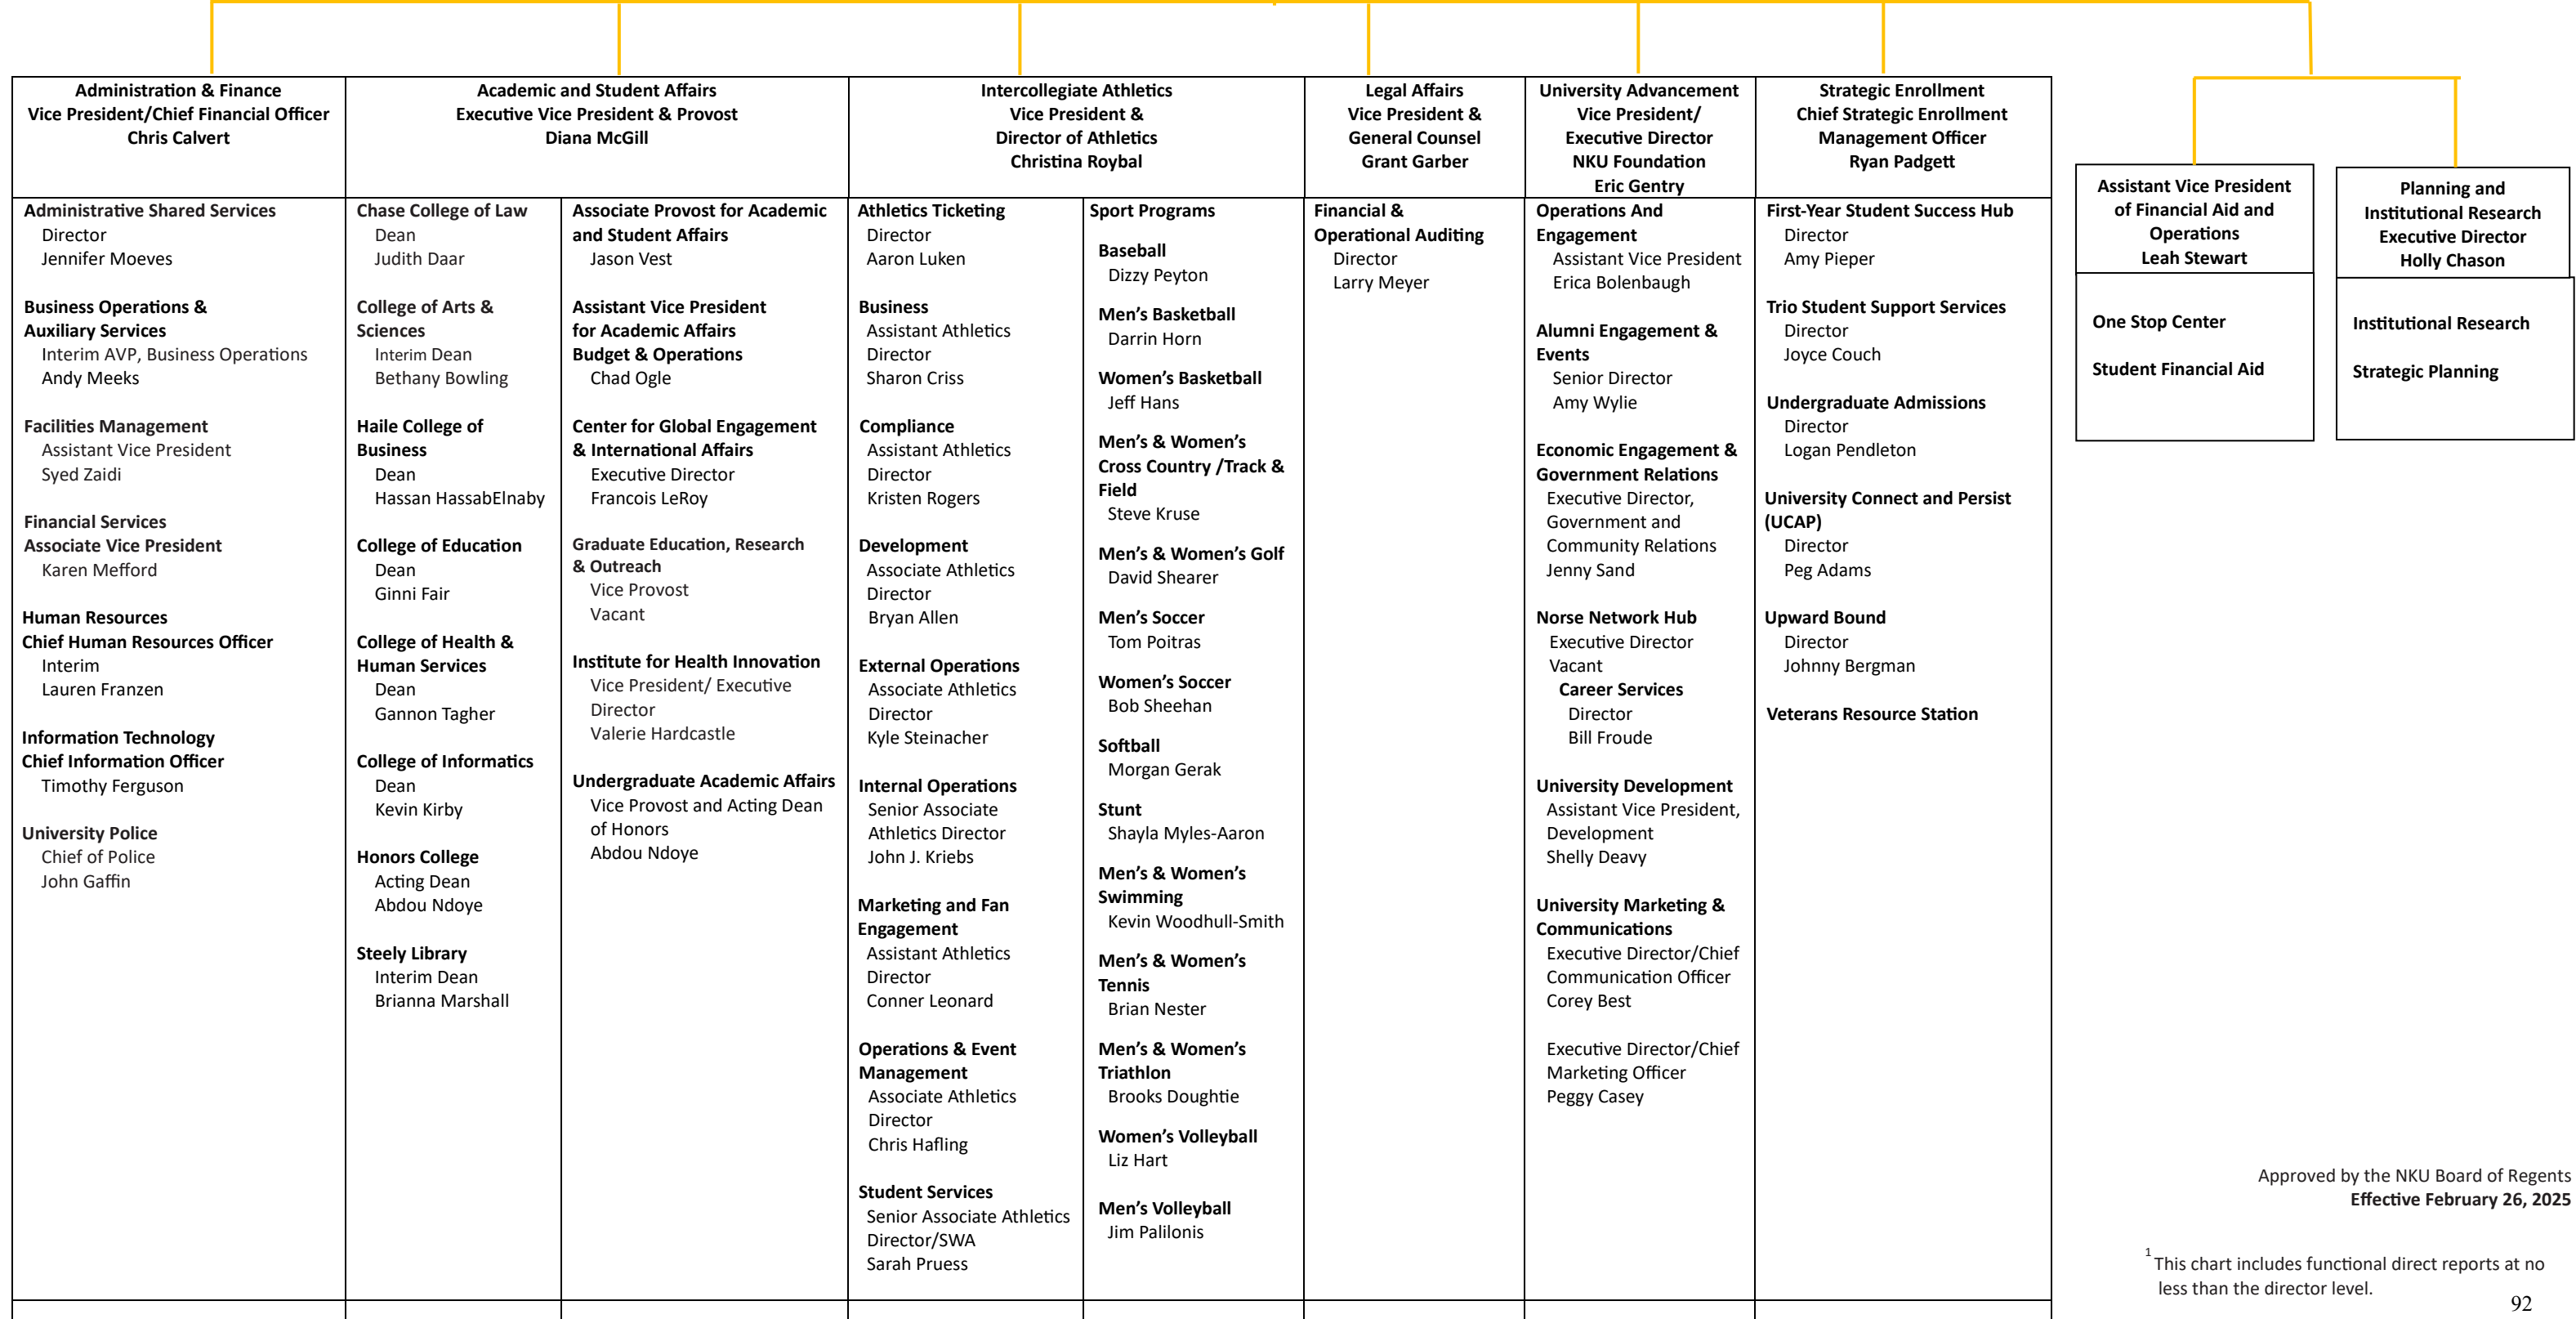 Administration & Finance
Vice President/Chief Financial Officer
Chris Calvert
Academic and Student Affairs
Executive Vice President & Provost
Diana McGill
Intercollegiate Athletics
Vice President &
Director of Athletics
Christina Roybal
Legal Affairs
Vice President &
General Counsel
Grant Garber
University Advancement
Vice President/
Executive Director
NKU Foundation
Eric Gentry
Strategic Enrollment
Chief Strategic Enrollment
Management Officer
Ryan Padgett
Assistant Vice President
of Financial Aid and
Operations
Leah Stewart
Planning and
Institutional Research
Executive Director
Holly Chason
Administrative Shared Services
Director
Jennifer Moeves
Business Operations &
Auxiliary Services
Interim AVP, Business Operations
Andy Meeks
Facilities Management
Assistant Vice President
Syed Zaidi
Financial Services
Associate Vice President
Karen Mefford
Human Resources
Chief Human Resources Officer
Interim
Lauren Franzen
Information Technology
Chief Information Officer
Timothy Ferguson
University Police
Chief of Police
John Gaffin
Chase College of Law
Dean
Judith Daar
College of Arts &
Sciences
Interim Dean
Bethany Bowling
Haile College of
Business
Dean
Hassan HassabElnaby
College of Education
Dean
Ginni Fair
College of Health &
Human Services
Dean
Gannon Tagher
College of Informatics
Dean
Kevin Kirby
Honors College
Acting Dean
Abdou Ndoye
Steely Library
Interim Dean
Brianna Marshall
Associate Provost for Academic
and Student Affairs
Jason Vest
Assistant Vice President
for Academic Affairs
Budget & Operations
Chad Ogle
Center for Global Engagement
& International Affairs
Executive Director
Francois LeRoy
Graduate Education, Research
& Outreach
Vice Provost
Vacant
Institute for Health Innovation
Vice President/ Executive
Director
Valerie Hardcastle
Undergraduate Academic Affairs
Vice Provost and Acting Dean
of Honors
Abdou Ndoye
Athletics Ticketing
Director
Aaron Luken
Business
Assistant Athletics
Director
Sharon Criss
Compliance
Assistant Athletics
Director
Kristen Rogers
Development
Associate Athletics
Director
Bryan Allen
External Operations
Associate Athletics
Director
Kyle Steinacher
Internal Operations
Senior Associate
Athletics Director
John J. Kriebs
Marketing and Fan
Engagement
Assistant Athletics
Director
Conner Leonard
Operations & Event
Management
Associate Athletics
Director
Chris Hafling
Student Services
Senior Associate Athletics
Director/SWA
Sarah Pruess
Sport Programs
Baseball
Dizzy Peyton
Men's Basketball
Darrin Horn
Women's Basketball
Jeff Hans
Men's & Women's
Cross Country /Track &
Field
Steve Kruse
Men's & Women's Golf
David Shearer
Men's Soccer
Tom Poitras
Women's Soccer
Bob Sheehan
Softball
Morgan Gerak
Stunt
Shayla Myles-Aaron
Men's & Women's
Swimming
Kevin Woodhull-Smith
Men's & Women's
Tennis
Brian Nester
Men's & Women's
Triathlon
Brooks Doughtie
Women's Volleyball
Liz Hart
Men's Volleyball
Jim Palilonis
Financial &
Operational Auditing
Director
Larry Meyer
Operations And
Engagement
Assistant Vice President
Erica Bolenbaugh
Alumni Engagement &
Events
Senior Director
Amy Wylie
Economic Engagement &
Government Relations
Executive Director,
Government and
Community Relations
Jenny Sand
Norse Network Hub
Executive Director
Vacant
Career Services
Director
Bill Froude
University Development
Assistant Vice President,
Development
Shelly Deavy
University Marketing &
Communications
Executive Director/Chief
Communication Officer
Corey Best
Executive Director/Chief
Marketing Officer
Peggy Casey
First-Year Student Success Hub
Director
Amy Pieper
Trio Student Support Services
Director
Joyce Couch
Undergraduate Admissions
Director
Logan Pendleton
University Connect and Persist
(UCAP)
Director
Peg Adams
Upward Bound
Director
Johnny Bergman
Veterans Resource Station
One Stop Center
Student Financial Aid
Institutional Research
Strategic Planning
Approved by the NKU Board of Regents
Effective February 26, 2025
1 This chart includes functional direct reports at no
less than the director level.
92